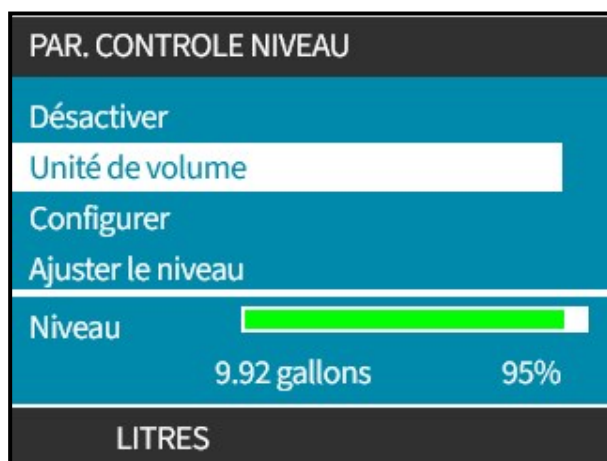 PAR. CONTROLE NIVEAU
Désactiver
Unité de volume
Configurer
Ajuster le niveau
Niveau
9.92 gallons 95%
LITRES